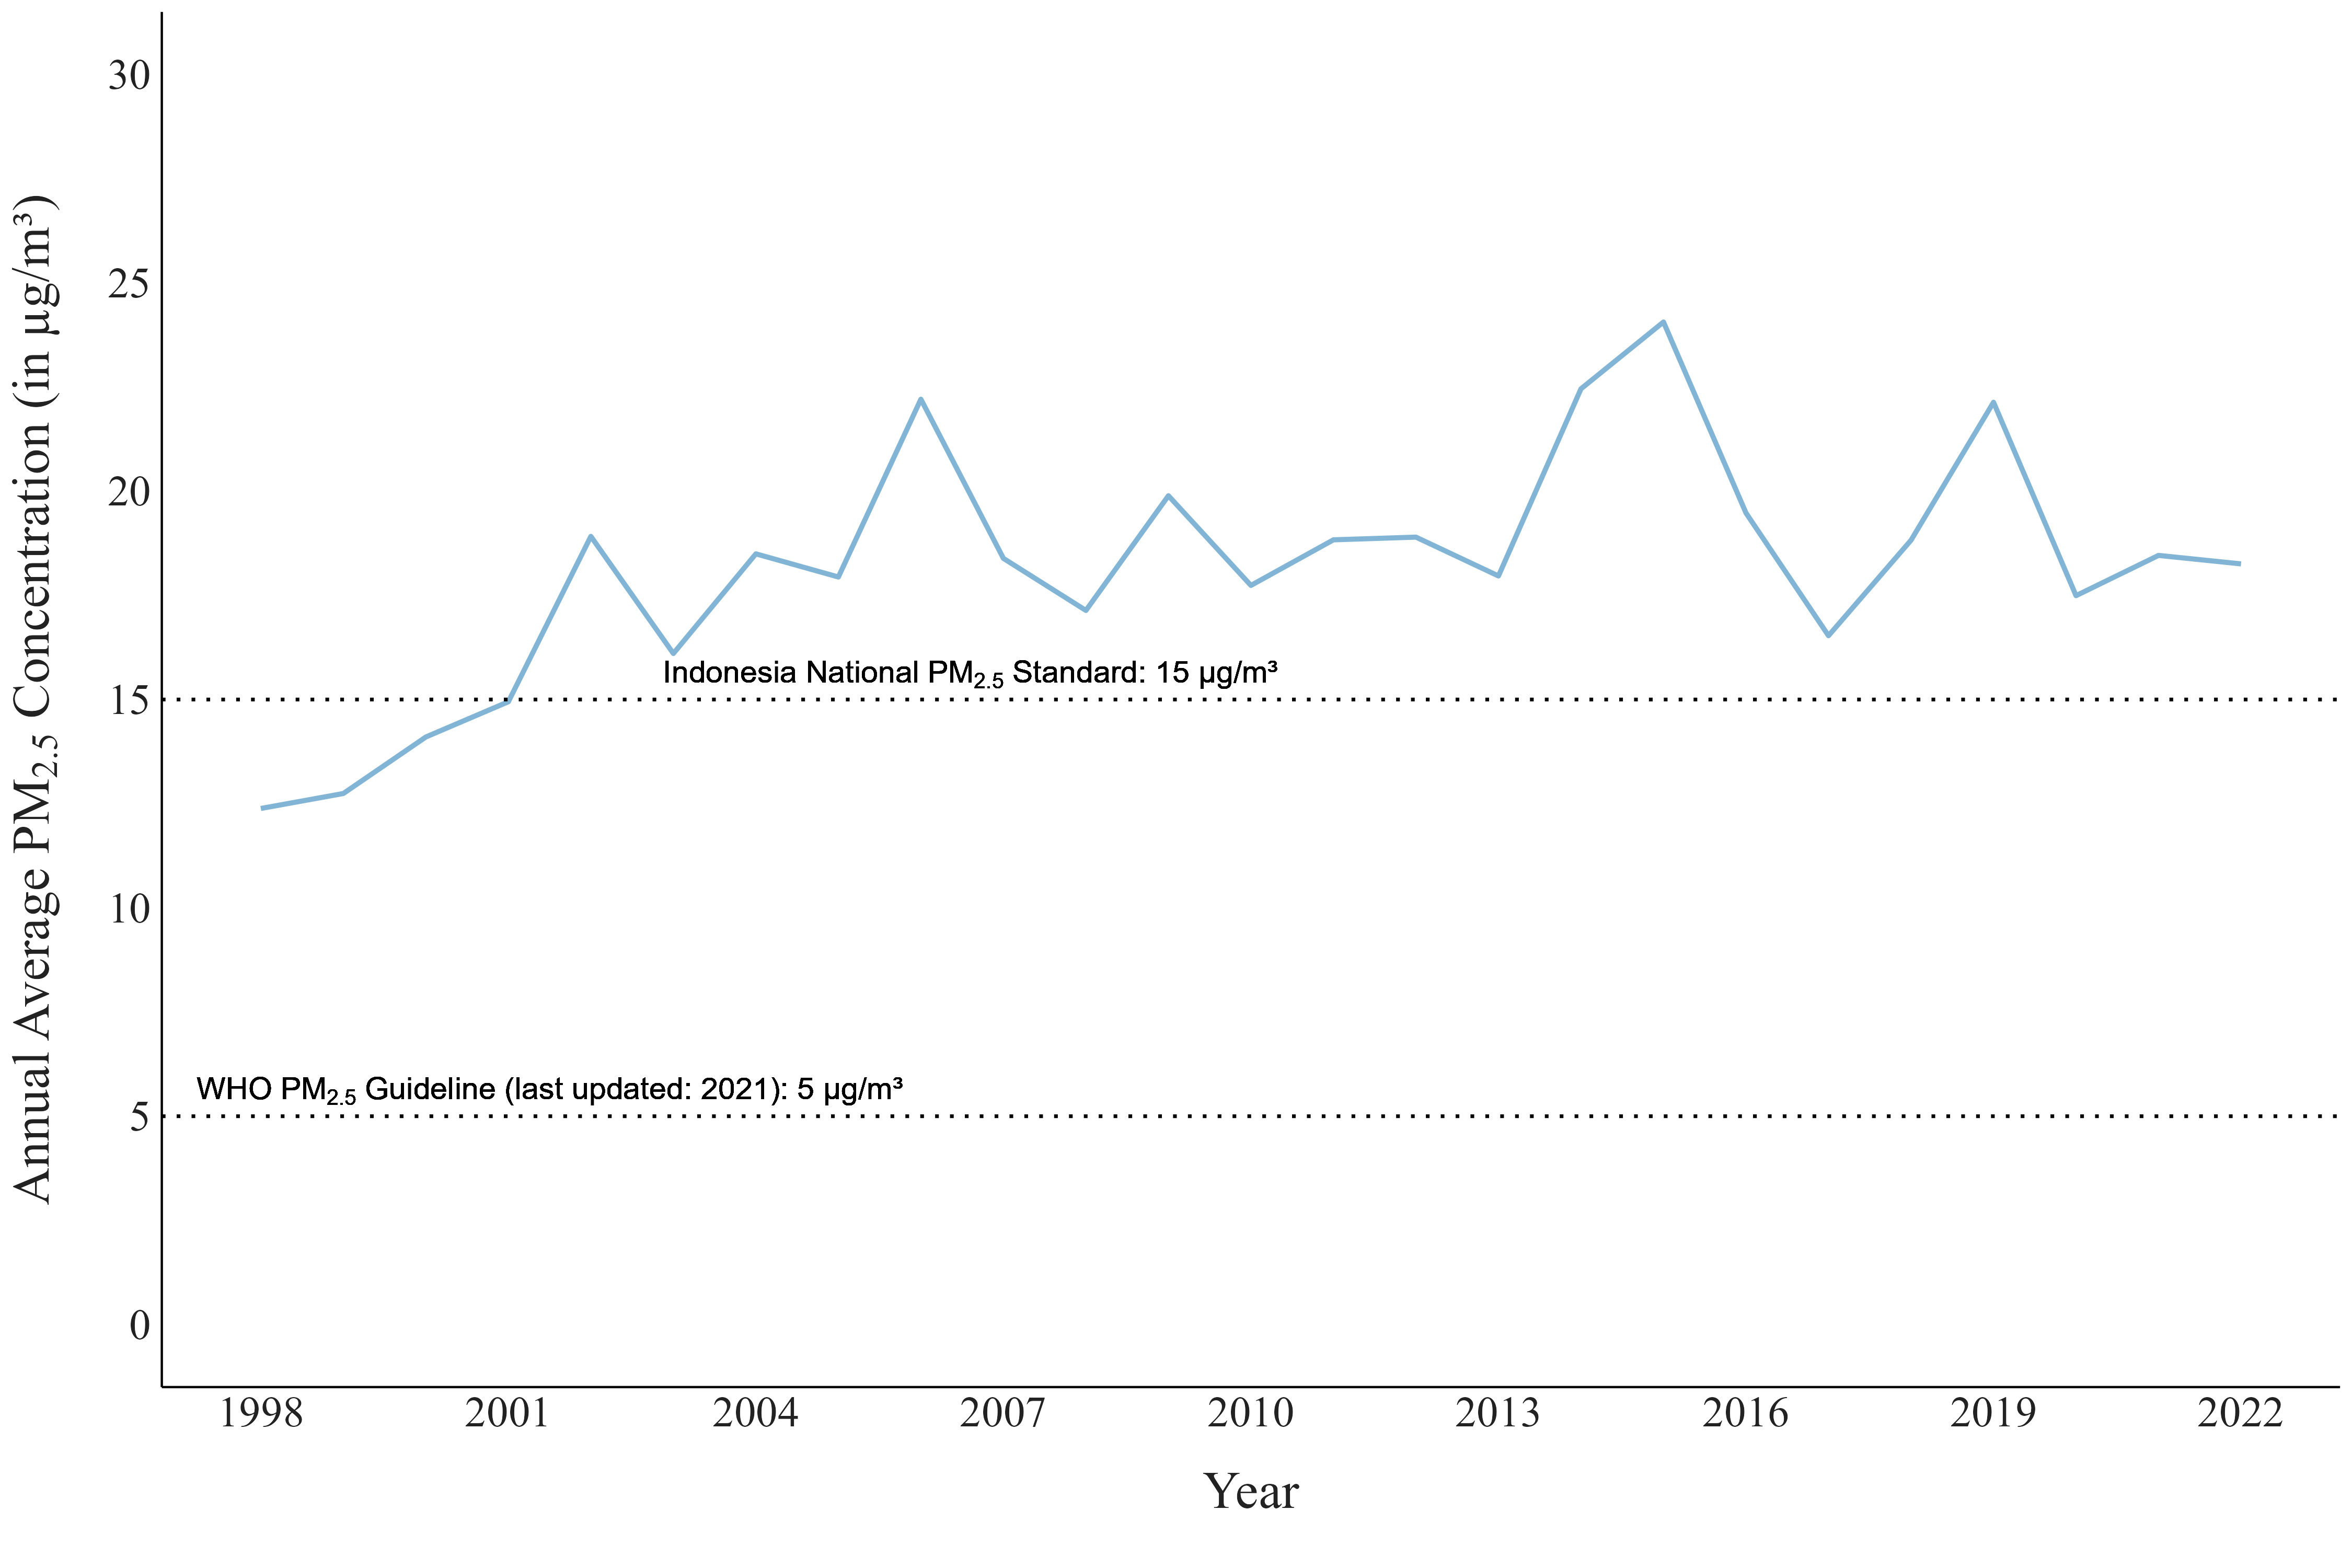 Annual Average PM₂.₅ Concentration (in µg/m³)
30
25
20
15
10
5
0
Indonesia National PM₂.₅ Standard: 15 µg/m³
WHO PM₂.₅ Guideline (last updated: 2021): 5 µg/m³
1998 2001 2004 2007 2010 2013 2016 2019 2022
Year